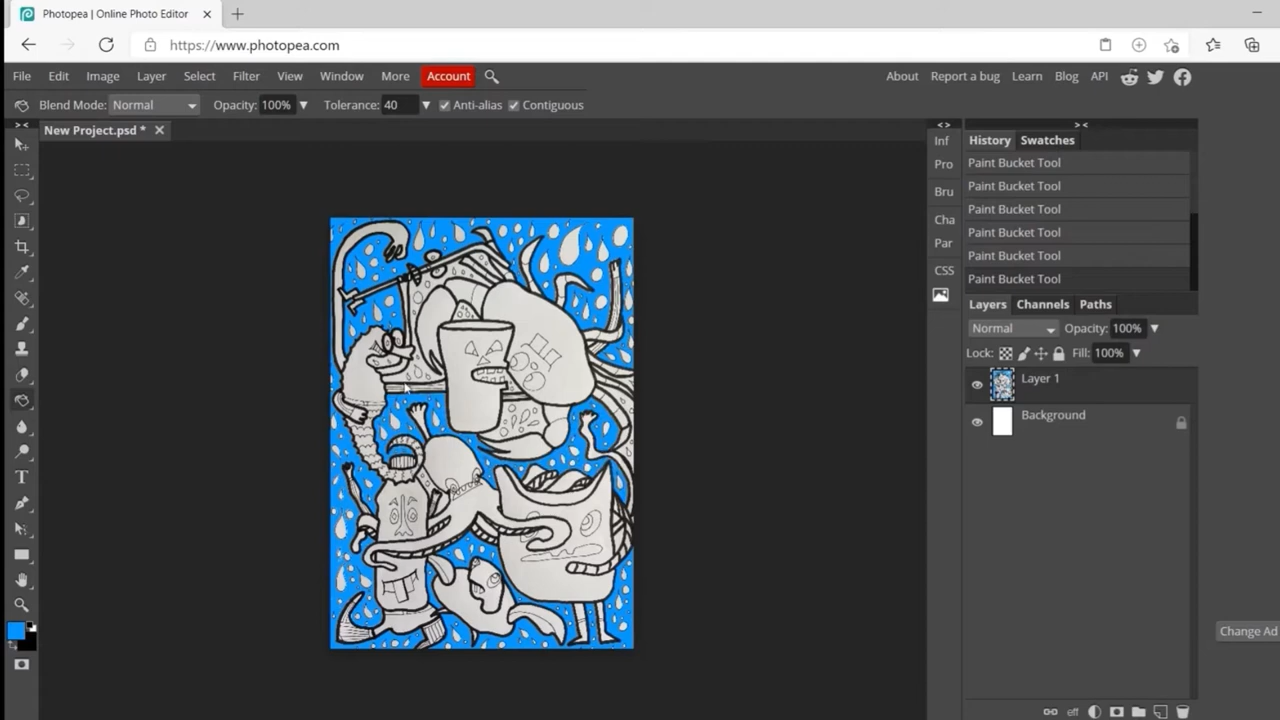 Photopea | Online Photo Editor
https://www.photopea.com
File Edit Image Layer Select Filter View Window More Account About Report a bug Learn Blog API
Blend Mode: Normal Opacity: 100% Tolerance: 40 Anti-alias Contiguous
New Project.psd *
> <
< >
> <
Inf
Pro
Bru
Cha
Par
CSS
History Swatches
Paint Bucket Tool
Paint Bucket Tool
Paint Bucket Tool
Paint Bucket Tool
Paint Bucket Tool
Paint Bucket Tool
Layers Channels Paths
Normal Opacity: 100%
Lock: Fill: 100%
Layer 1
Background
Change Ad
eff